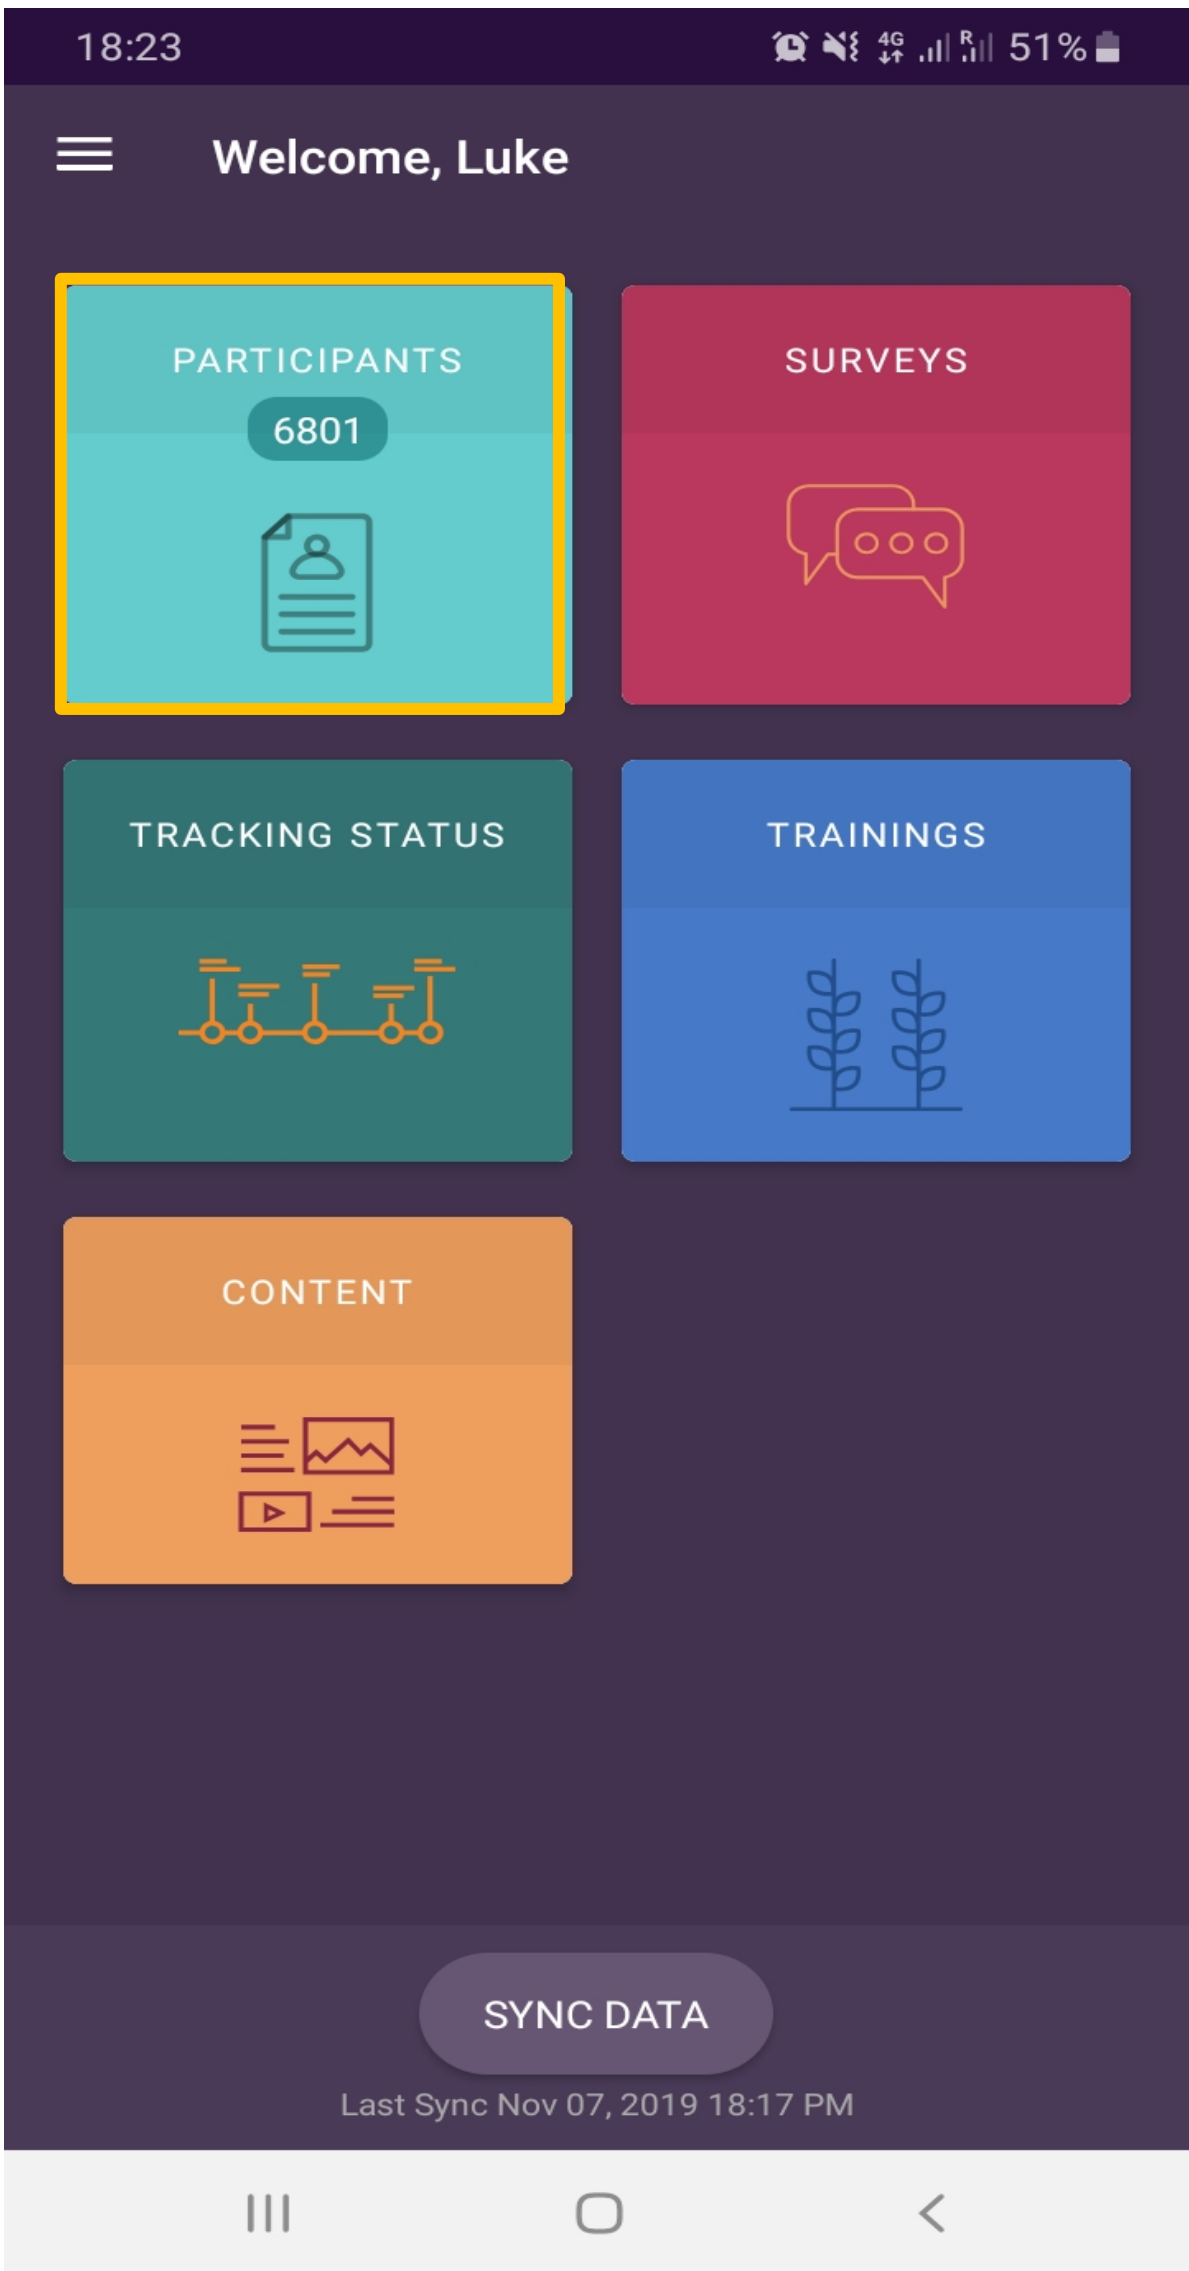 18:23 4G R 51%
Welcome, Luke
PARTICIPANTS
6801
SURVEYS
TRACKING STATUS
TRAININGS
CONTENT
SYNC DATA
Last Sync Nov 07, 2019 18:17 PM